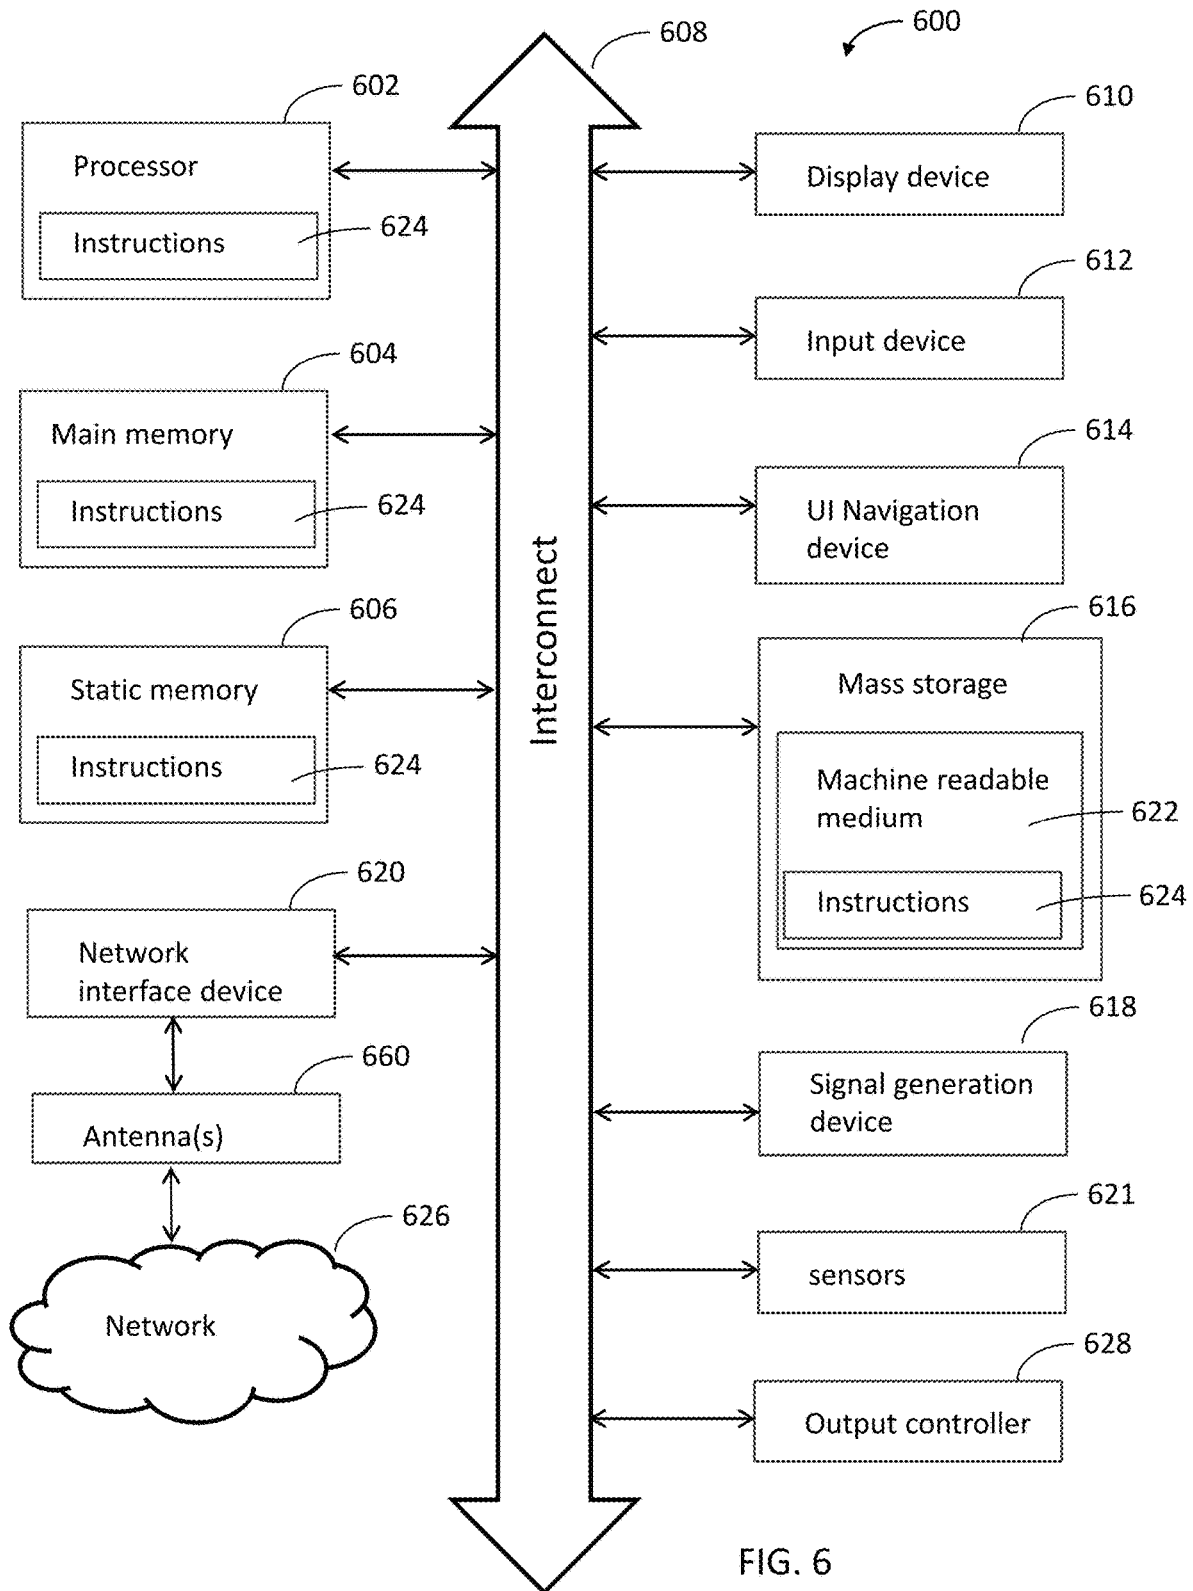 600
608
602
Processor
Instructions
624
604
Main memory
Instructions
624
606
Static memory
Instructions
624
620
Network
interface device
660
Antenna(s)
626
Network
Interconnect
610
Display device
612
Input device
614
UI Navigation
device
616
Mass storage
Machine readable
medium
622
Instructions
624
618
Signal generation
device
621
sensors
628
Output controller
FIG. 6